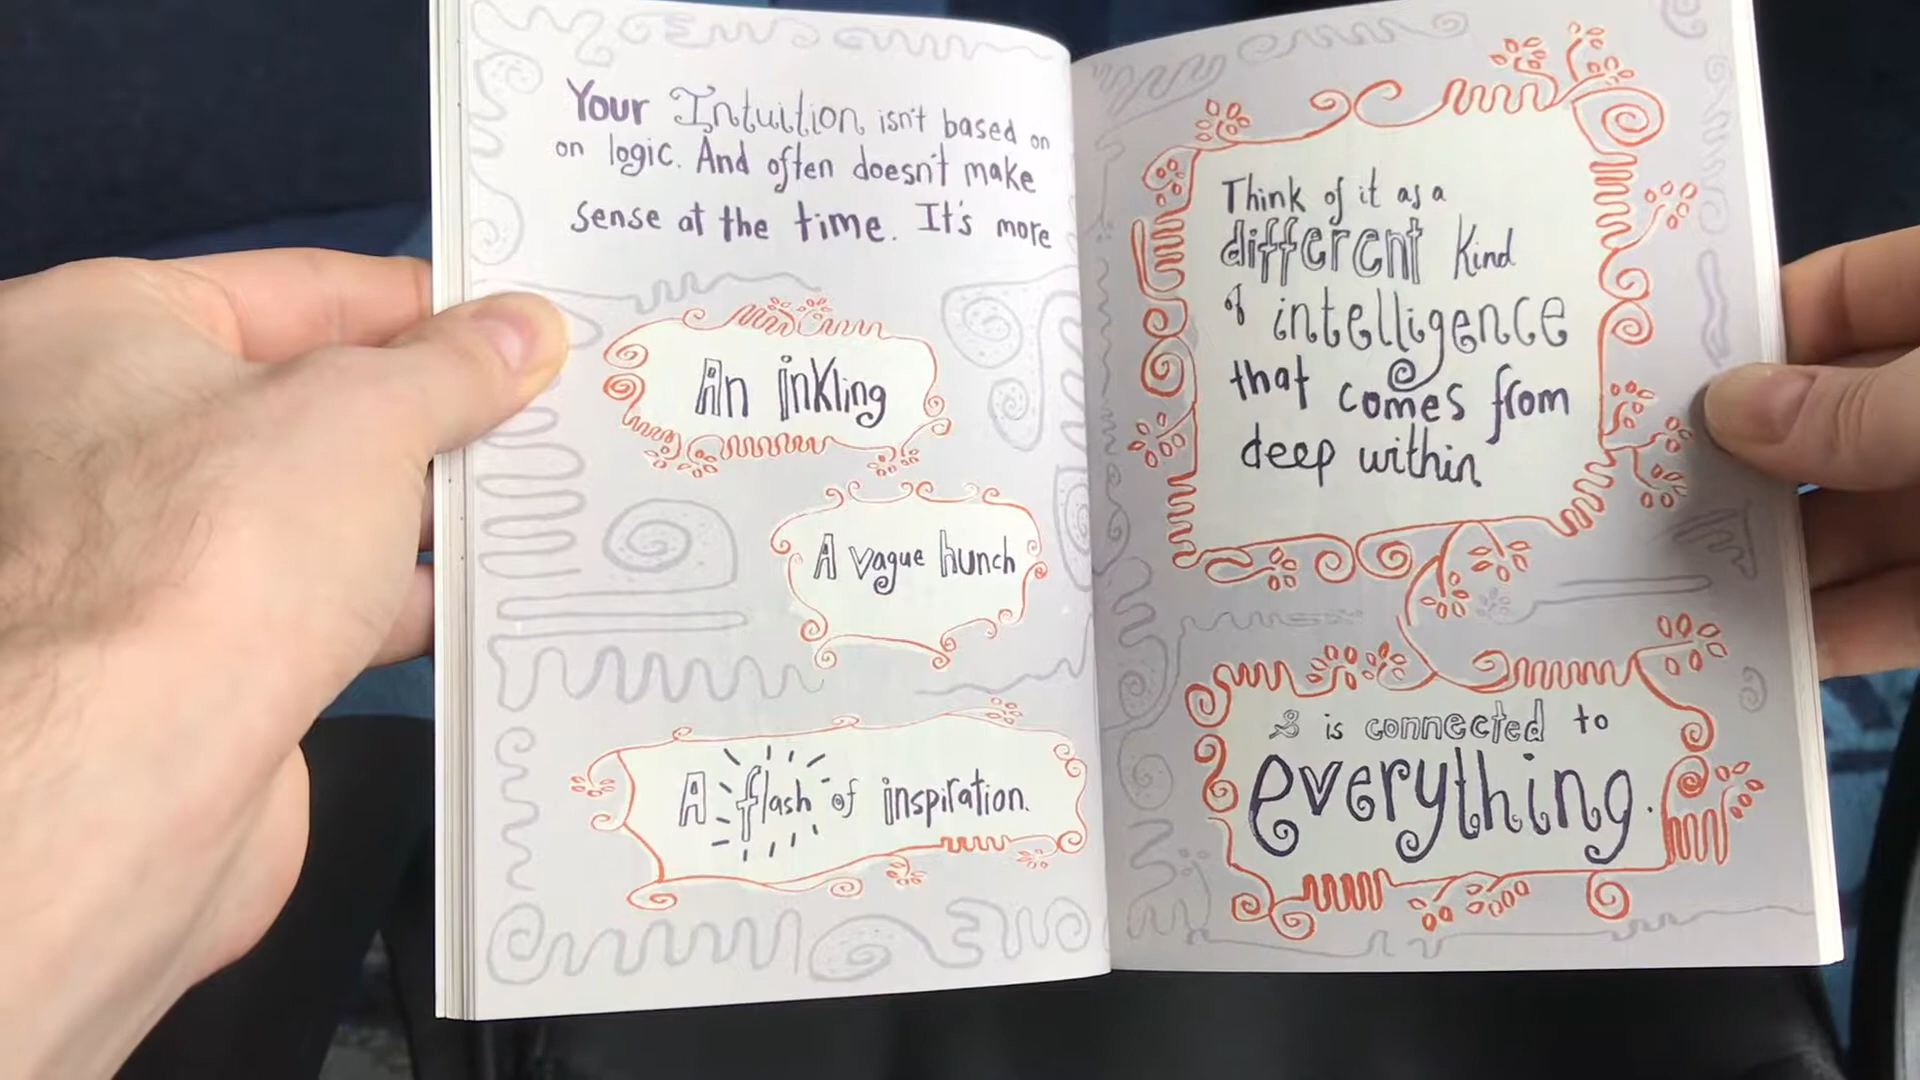 Your Intuition isn't based on
on logic. And often doesn't make
sense at the time. It's more
An inkling
A vague hunch
A flash of inspiration.
Think of it as a
different kind
of intelligence
that comes from
deep within
& is connected to
everything.